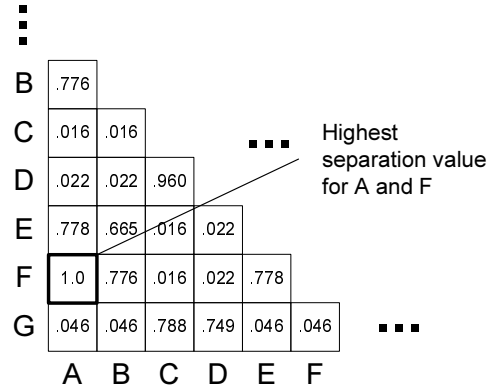 B .776
C .016 .016
D .022 .022 .960
E .778 .665 .016 .022
F 1.0 .776 .016 .022 .778
G .046 .046 .788 .749 .046 .046
A B C D E F
Highest
separation value
for A and F